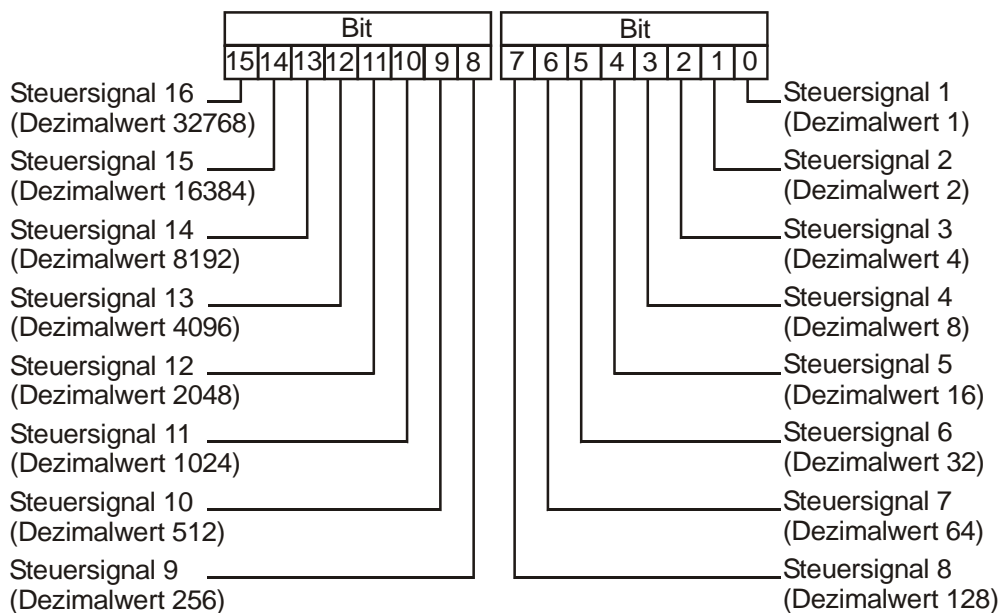 Bit
Bit
15 14 13 12 11 10 9 8
7 6 5 4 3 2 1 0
Steuersignal 16
(Dezimalwert 32768)
Steuersignal 15
(Dezimalwert 16384)
Steuersignal 14
(Dezimalwert 8192)
Steuersignal 13
(Dezimalwert 4096)
Steuersignal 12
(Dezimalwert 2048)
Steuersignal 11
(Dezimalwert 1024)
Steuersignal 10
(Dezimalwert 512)
Steuersignal 9
(Dezimalwert 256)
Steuersignal 1
(Dezimalwert 1)
Steuersignal 2
(Dezimalwert 2)
Steuersignal 3
(Dezimalwert 4)
Steuersignal 4
(Dezimalwert 8)
Steuersignal 5
(Dezimalwert 16)
Steuersignal 6
(Dezimalwert 32)
Steuersignal 7
(Dezimalwert 64)
Steuersignal 8
(Dezimalwert 128)